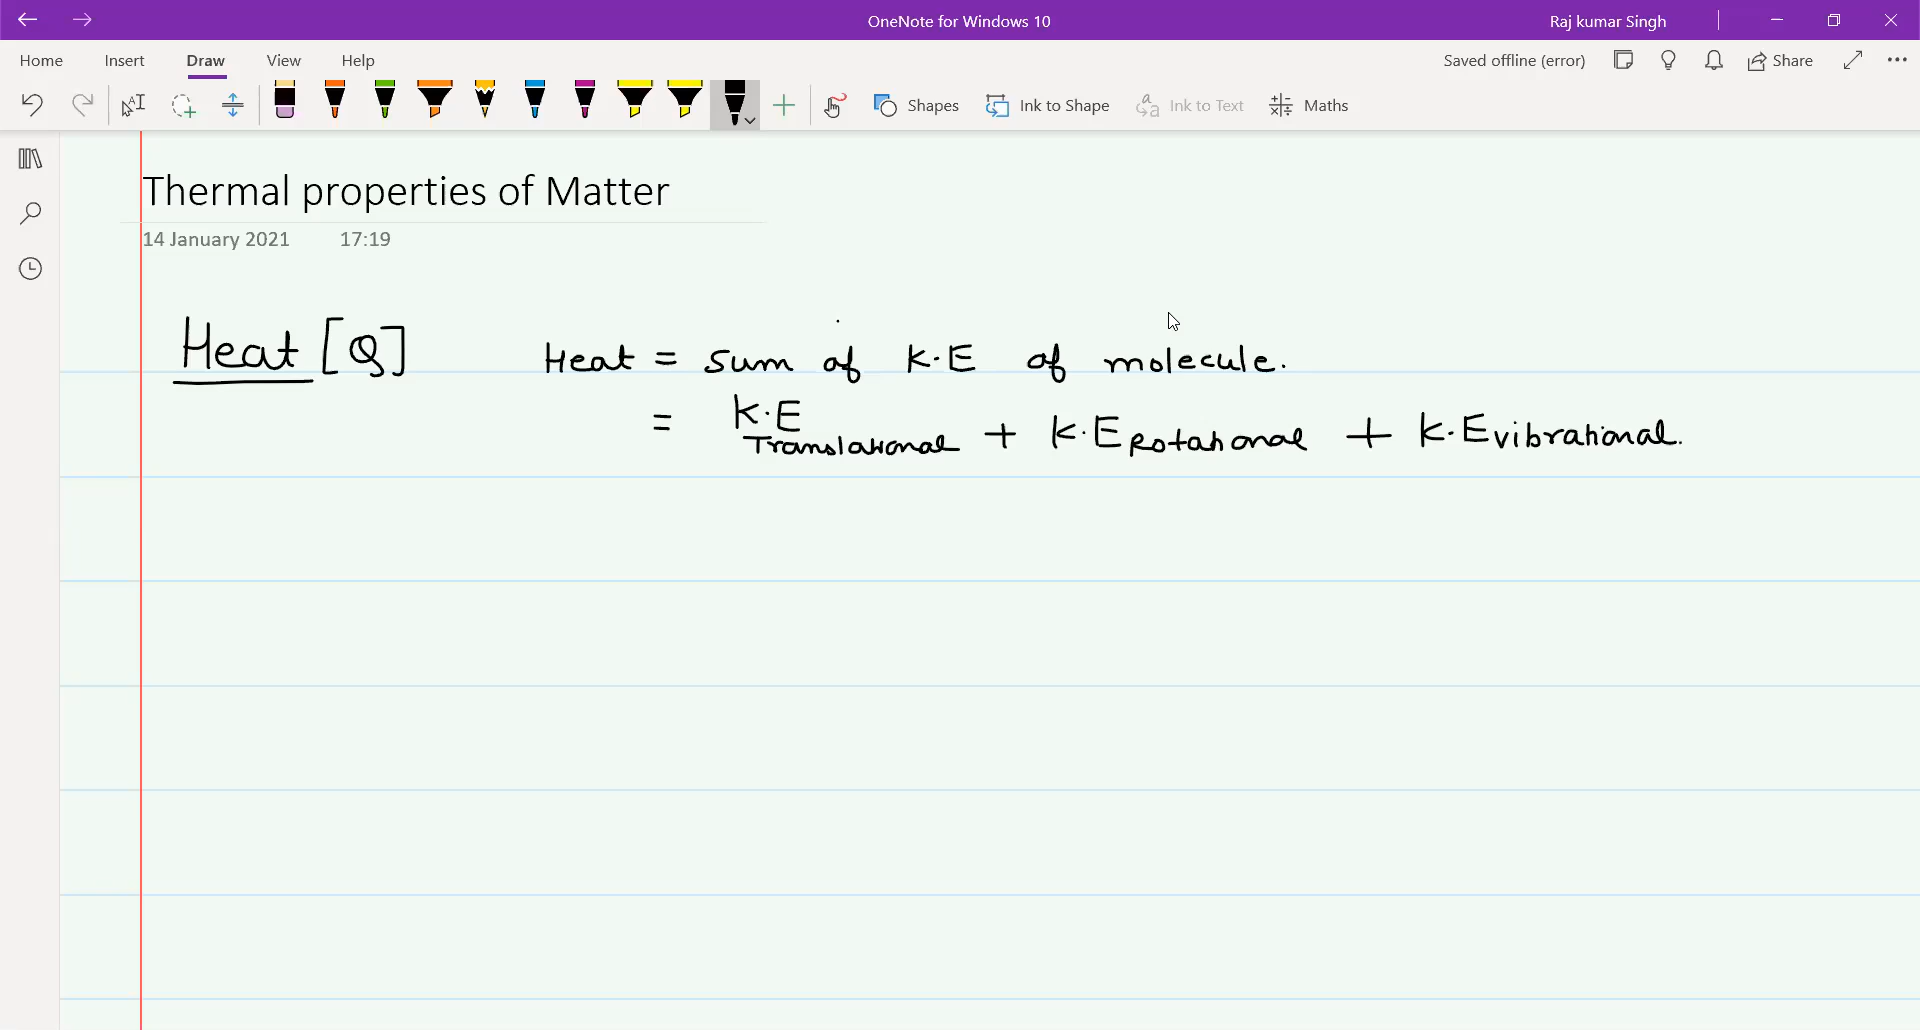 OneNote for Windows 10
Raj kumar Singh
Home Insert Draw View Help
Saved offline (error)
Share
Shapes
Ink to Shape
Ink to Text
Maths
Thermal properties of Matter
14 January 2021 17:19
Heat [Q] Heat = sum of K.E of molecule.
= K.E Translational + K.E Rotational + K.E vibrational.